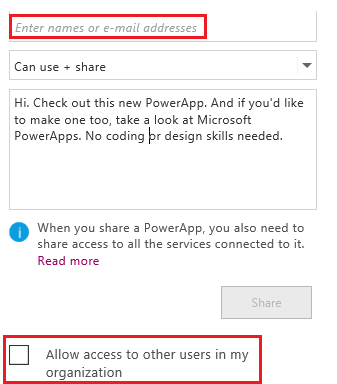 Enter names or e-mail addresses
Can use + share
Hi. Check out this new PowerApp. And if you'd like
to make one too, take a look at Microsoft
PowerApps. No coding or design skills needed.
When you share a PowerApp, you also need to
share access to all the services connected to it.
Read more
Share
Allow access to other users in my
organization